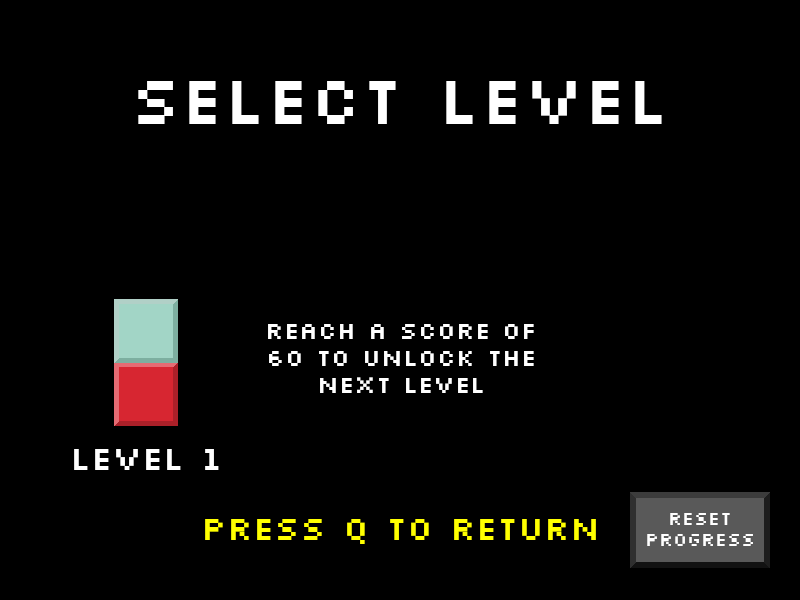 SELECT LEVEL
REACH A SCORE OF
60 TO UNLOCK THE
NEXT LEVEL
LEVEL 1
PRESS Q TO RETURN
RESET
PROGRESS